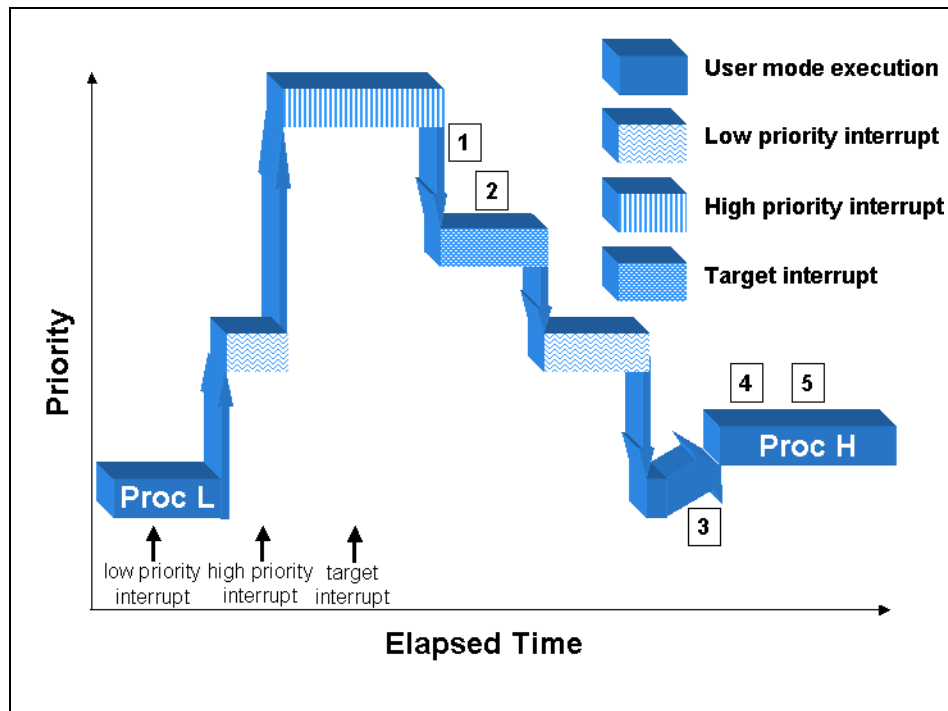 User mode execution
Low priority interrupt
High priority interrupt
Target interrupt
1
2
4
5
Proc H
3
Proc L
low priority
interrupt
high priority
interrupt
target
interrupt
Priority
Elapsed Time